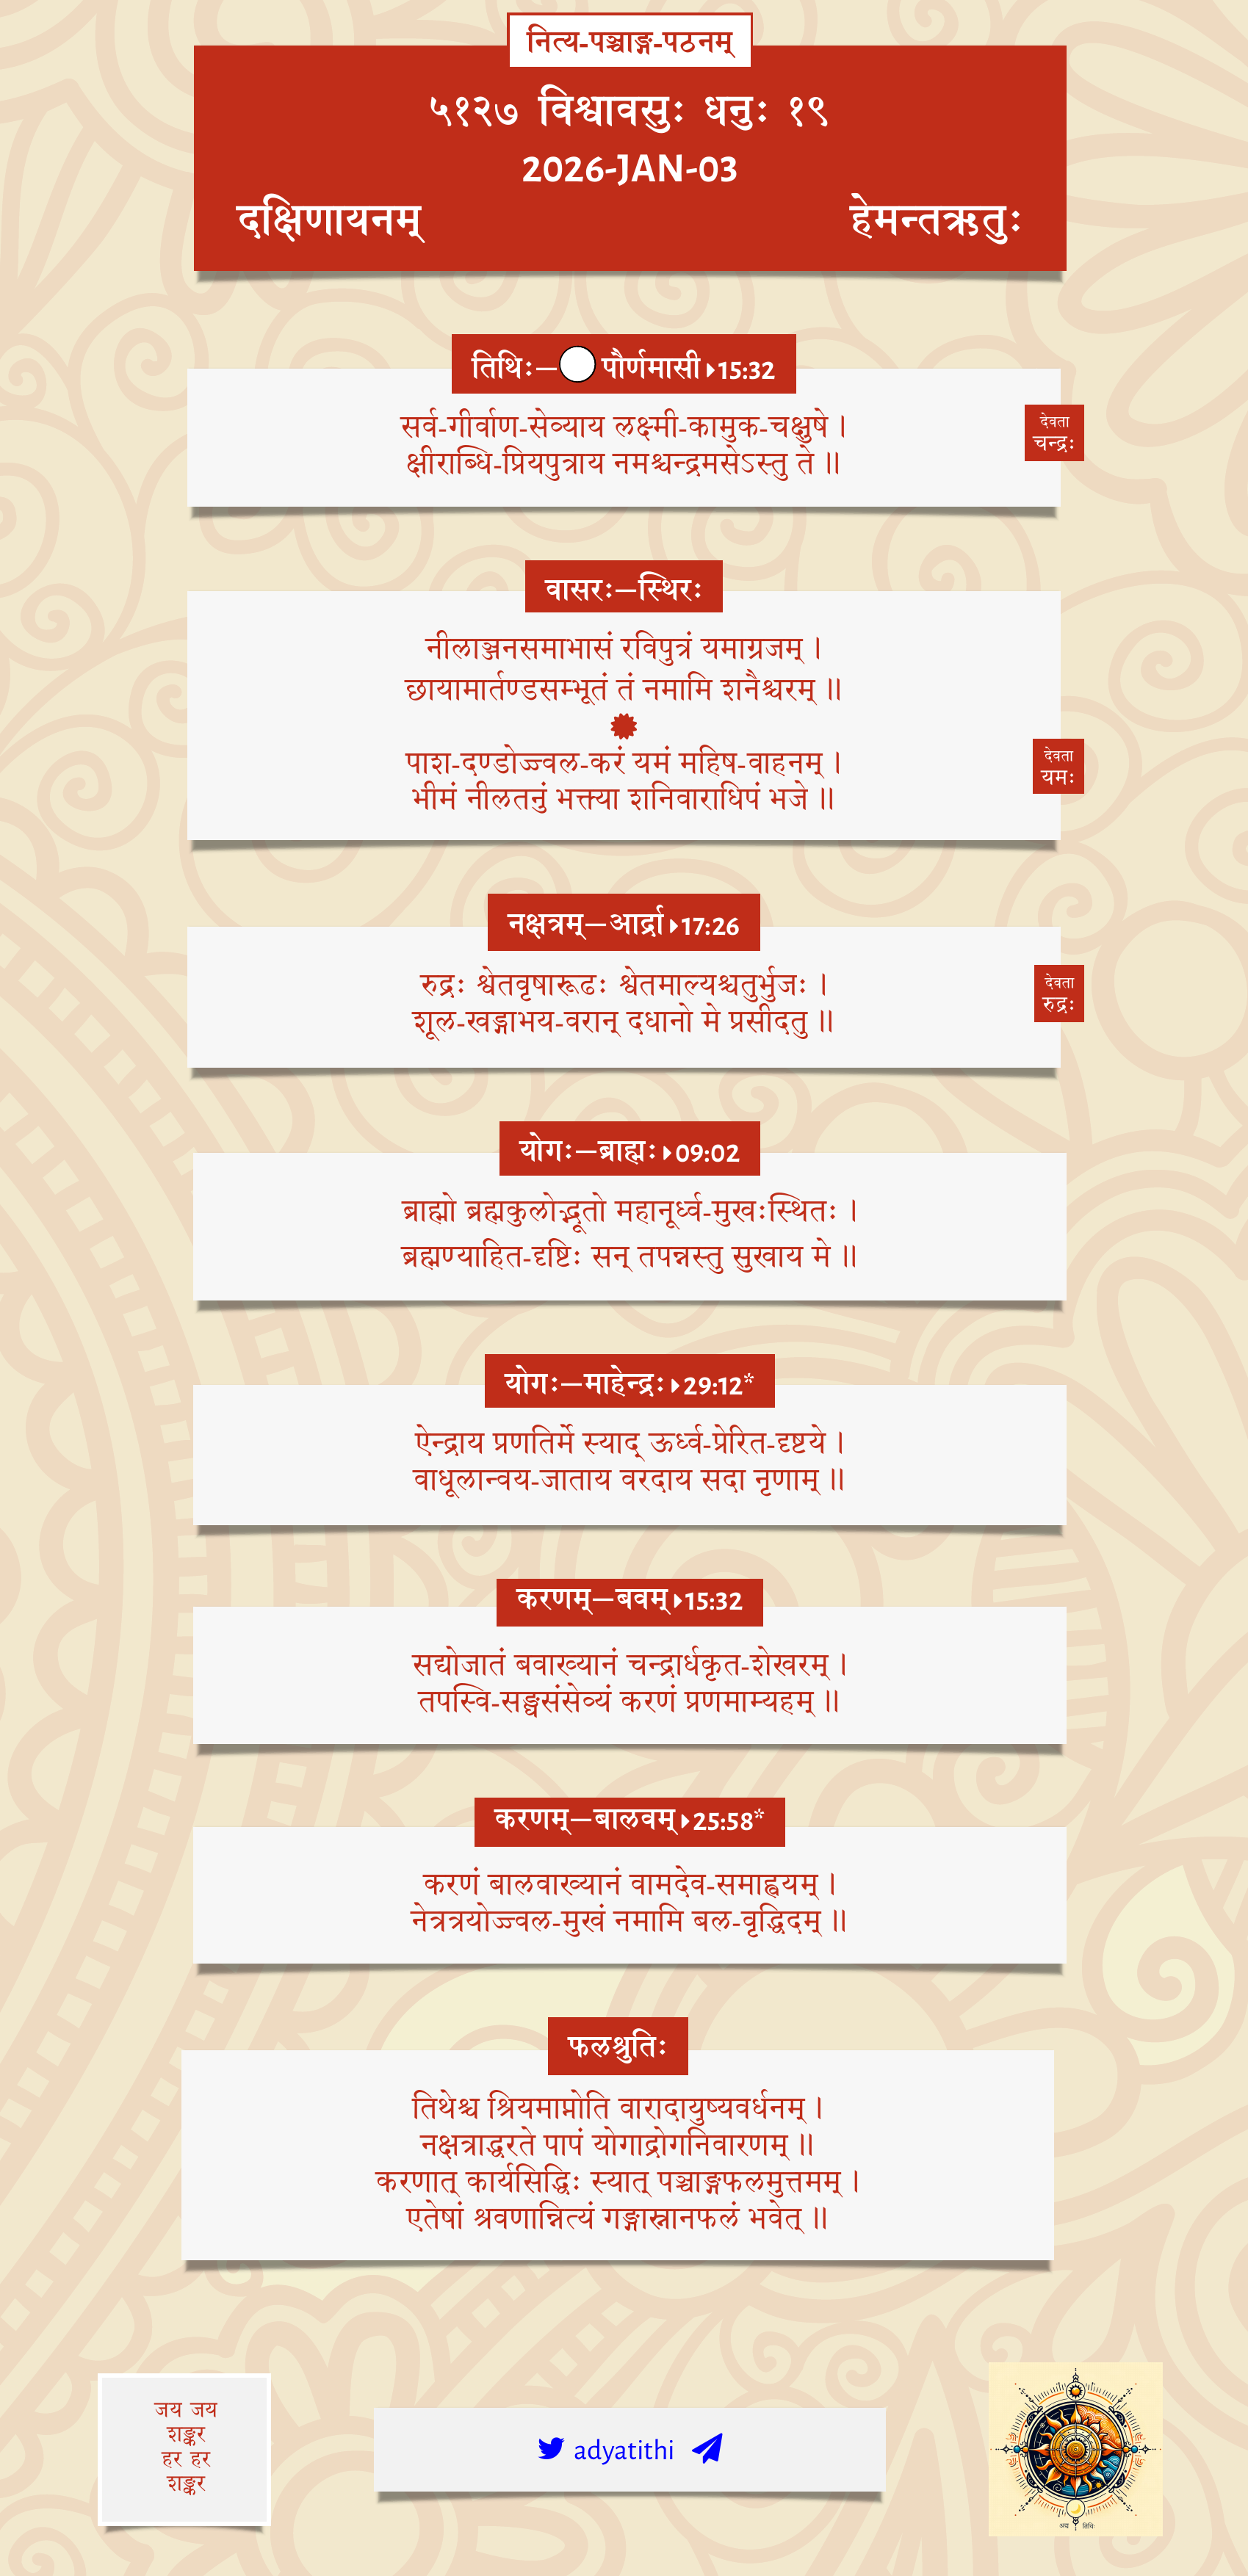 नित्य-पञ्चाङ्ग-पठनम्
५१२७ विश्वावसुः धनुः १९
2026-JAN-03
दक्षिणायनम् हेमन्तऋतुः
तिथिः— पौर्णमासी 15:32
सर्व-गीर्वाण-सेव्याय लक्ष्मी-कामुक-चक्षुषे ।
क्षीराब्धि-प्रियपुत्राय नमश्चन्द्रमसेऽस्तु ते ॥
देवता
चन्द्रः
वासरः—स्थिरः
नीलाञ्जनसमाभासं रविपुत्रं यमाग्रजम् ।
छायामार्तण्डसम्भूतं तं नमामि शनैश्चरम् ॥
पाश-दण्डोज्ज्वल-करं यमं महिष-वाहनम् ।
भीमं नीलतनुं भक्त्या शनिवाराधिपं भजे ॥
देवता
यमः
नक्षत्रम्—आर्द्रा 17:26
रुद्रः श्वेतवृषारूढः श्वेतमाल्यश्चतुर्भुजः ।
शूल-खड्गाभय-वरान् दधानो मे प्रसीदतु ॥
देवता
रुद्रः
योगः—ब्राह्मः 09:02
ब्राह्मो ब्रह्मकुलोद्भूतो महानूर्ध्व-मुखःस्थितः ।
ब्रह्मण्याहित-दृष्टिः सन् तपन्नस्तु सुखाय मे ॥
योगः—माहेन्द्रः 29:12*
ऐन्द्राय प्रणतिर्मे स्याद् ऊर्ध्व-प्रेरित-दृष्टये ।
वाधूलान्वय-जाताय वरदाय सदा नृणाम् ॥
करणम्—बवम् 15:32
सद्योजातं बवाख्यानं चन्द्रार्धकृत-शेखरम् ।
तपस्वि-सङ्घसंसेव्यं करणं प्रणमाम्यहम् ॥
करणम्—बालवम् 25:58*
करणं बालवाख्यानं वामदेव-समाह्वयम् ।
नेत्रत्रयोज्ज्वल-मुखं नमामि बल-वृद्धिदम् ॥
फलश्रुतिः
तिथेश्च श्रियमाप्नोति वारादायुष्यवर्धनम् ।
नक्षत्राद्धरते पापं योगाद्रोगनिवारणम् ॥
करणात् कार्यसिद्धिः स्यात् पञ्चाङ्गफलमुत्तमम् ।
एतेषां श्रवणान्नित्यं गङ्गास्नानफलं भवेत् ॥
जय जय
शङ्कर
हर हर
शङ्कर
adyatithi
अद्य तिथिः